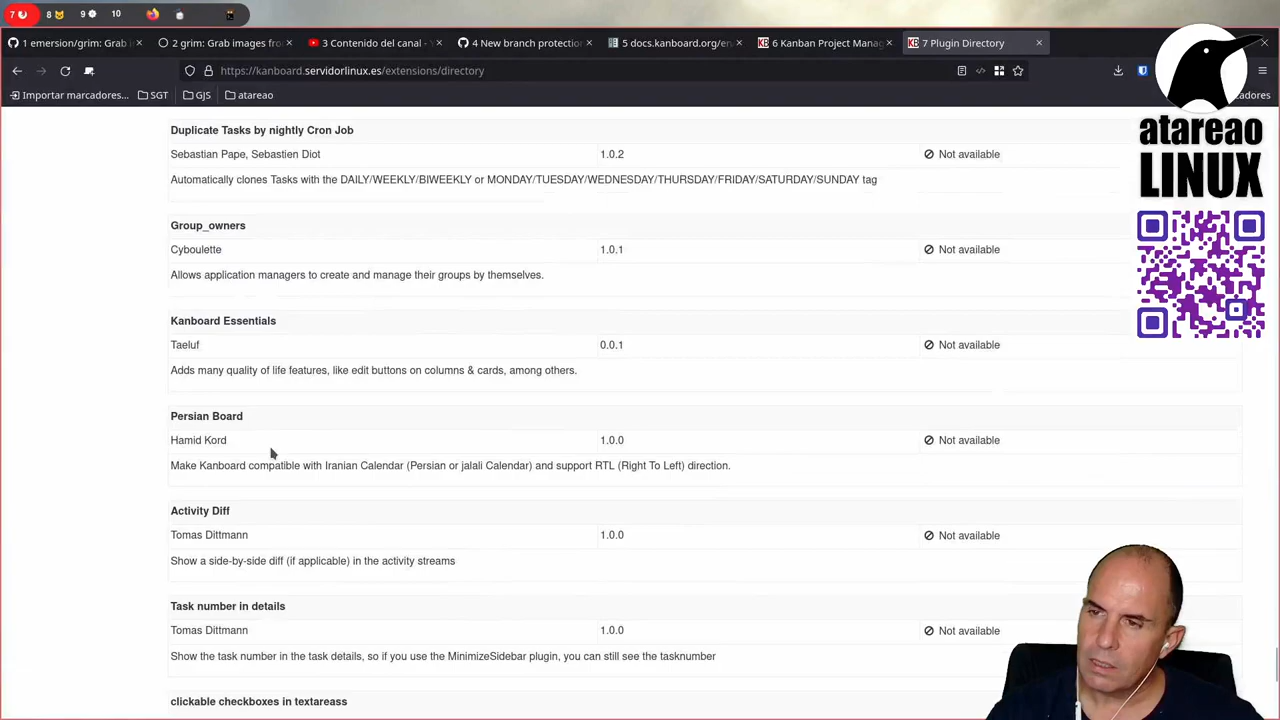 7
8
9
10
1 emersion/grim: Grab i
2 grim: Grab images fro
3 Contenido del canal - Y
4 New branch protectio
5 docs.kanboard.org/en
6 Kanban Project Mana
7 Plugin Directory
https://kanboard.servidorlinux.es/extensions/directory
Importar marcadores...
SGT
GJS
atareao
cadores
atareao
LINUX
Duplicate Tasks by nightly Cron Job
Sebastian Pape, Sebastien Diot 1.0.2 Not available
Automatically clones Tasks with the DAILY/WEEKLY/BIWEEKLY or MONDAY/TUESDAY/WEDNESDAY/THURSDAY/FRIDAY/SATURDAY/SUNDAY tag
Group_owners
Cyboulette 1.0.1 Not available
Allows application managers to create and manage their groups by themselves.
Kanboard Essentials
Taeluf 0.0.1 Not available
Adds many quality of life features, like edit buttons on columns & cards, among others.
Persian Board
Hamid Kord 1.0.0 Not available
Make Kanboard compatible with Iranian Calendar (Persian or jalali Calendar) and support RTL (Right To Left) direction.
Activity Diff
Tomas Dittmann 1.0.0 Not available
Show a side-by-side diff (if applicable) in the activity streams
Task number in details
Tomas Dittmann 1.0.0 Not available
Show the task number in the task details, so if you use the MinimizeSidebar plugin, you can still see the tasknumber
clickable checkboxes in textareass